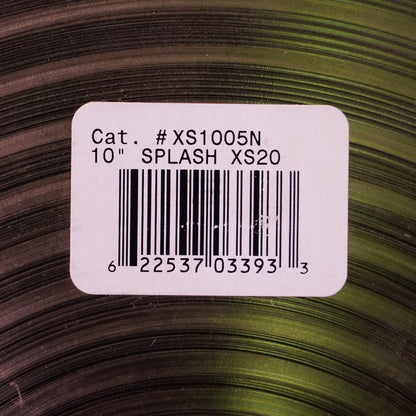 Cat. #XS1005N
10" SPLASH XS20
6 22537 03393 3